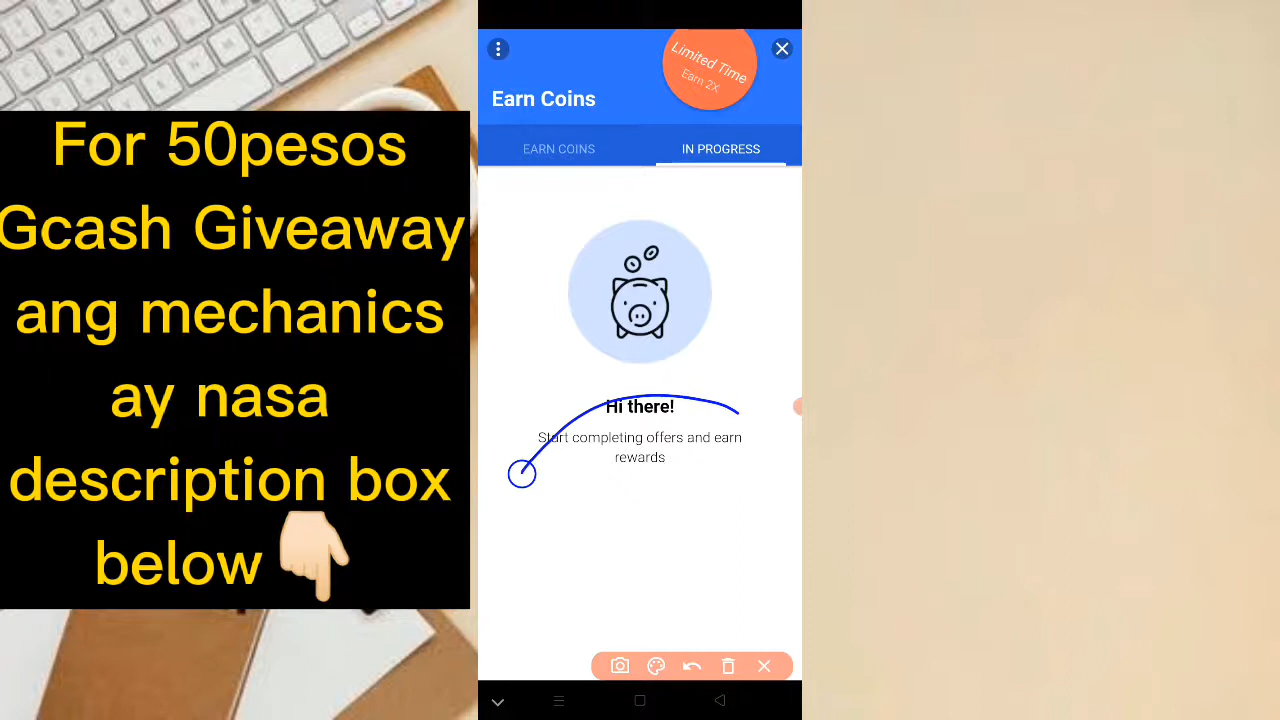 For 50pesos
Gcash Giveaway
ang mechanics
ay nasa
description box
below
Limited Time
Earn 2X
Earn Coins
EARN COINS
IN PROGRESS
Hi there!
Start completing offers and earn
rewards